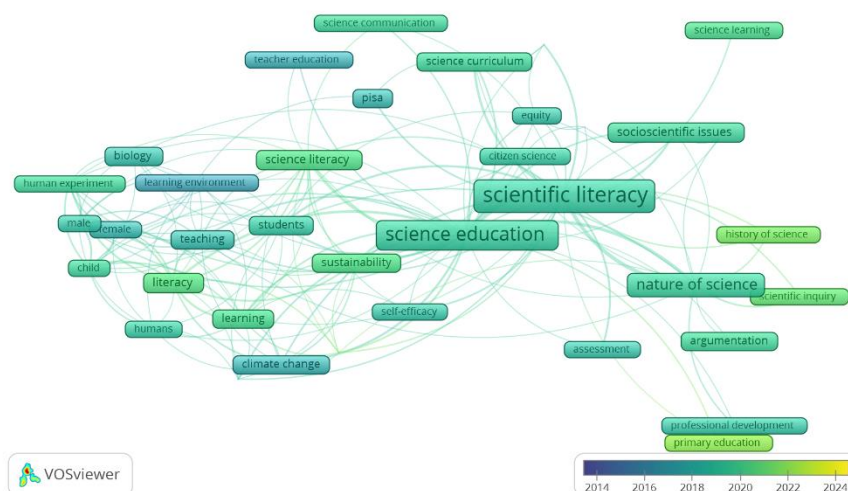 science communication
science learning
teacher education
science curriculum
pisa
equity
socioscientific issues
biology
science literacy
citizen science
human experiment
learning environment
scientific literacy
male
female
students
teaching
science education
history of science
child
sustainability
literacy
nature of science
scientific inquiry
learning
self-efficacy
humans
argumentation
climate change
assessment
professional development
primary education
VOSviewer
2014 2016 2018 2020 2022 2024